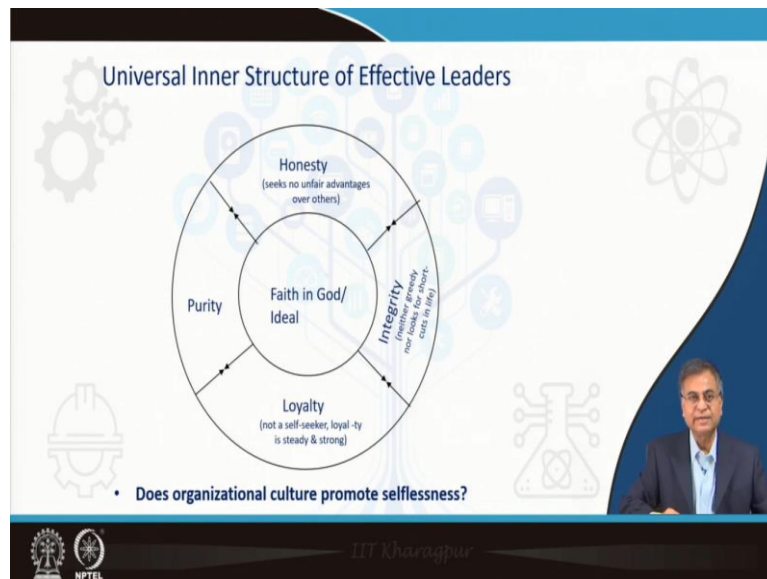 Universal Inner Structure of Effective Leaders
Honesty
(seeks no unfair advantages
over others)
Purity
Faith in God/
Ideal
Integrity
(neither greedy
nor looks for short-
cuts in life)
Loyalty
(not a self-seeker, loyal -ty
is steady & strong)
• Does organizational culture promote selflessness?
IIT Kharagpur
NPTEL